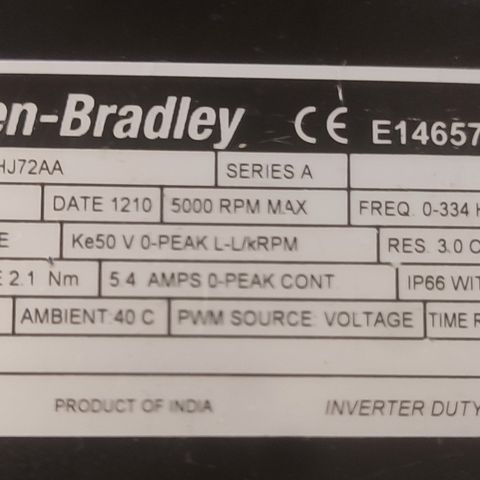 en-Bradley CE E14657
HJ72AA SERIES A
DATE 1210 5000 RPM MAX FREQ. 0-334 H
E Ke50 V 0-PEAK L-L/kRPM RES. 3.0 O
E 2.1 Nm 5.4 AMPS 0-PEAK CONT. IP66 WIT
AMBIENT:40 C PWM SOURCE: VOLTAGE TIME R
PRODUCT OF INDIA INVERTER DUTY